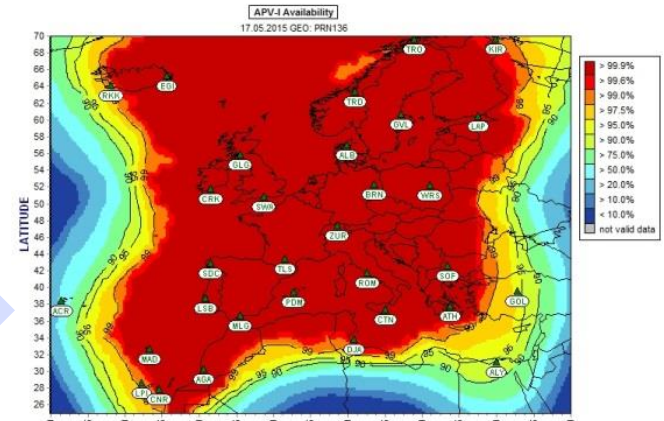 APV-I Availability
17.05.2015 GEO: PRN136
LATITUDE
70
68
66
64
62
60
58
56
54
52
50
48
46
44
42
40
38
36
34
32
30
28
26
TRO
KIR
EGI
RKK
TRD
GVL
LAP
ALB
GLG
CRK
SWA
BRN
WRS
ZUR
SDC
TLS
ROM
SOF
PDM
GOL
ACR
LSB
MLG
CTN
ATH
MAD
DJA
ALY
AGA
LPI
CNR
90
95
99
> 99.9%
> 99.6%
> 99.0%
> 97.5%
> 95.0%
> 90.0%
> 75.0%
> 50.0%
> 20.0%
> 10.0%
< 10.0%
not valid data